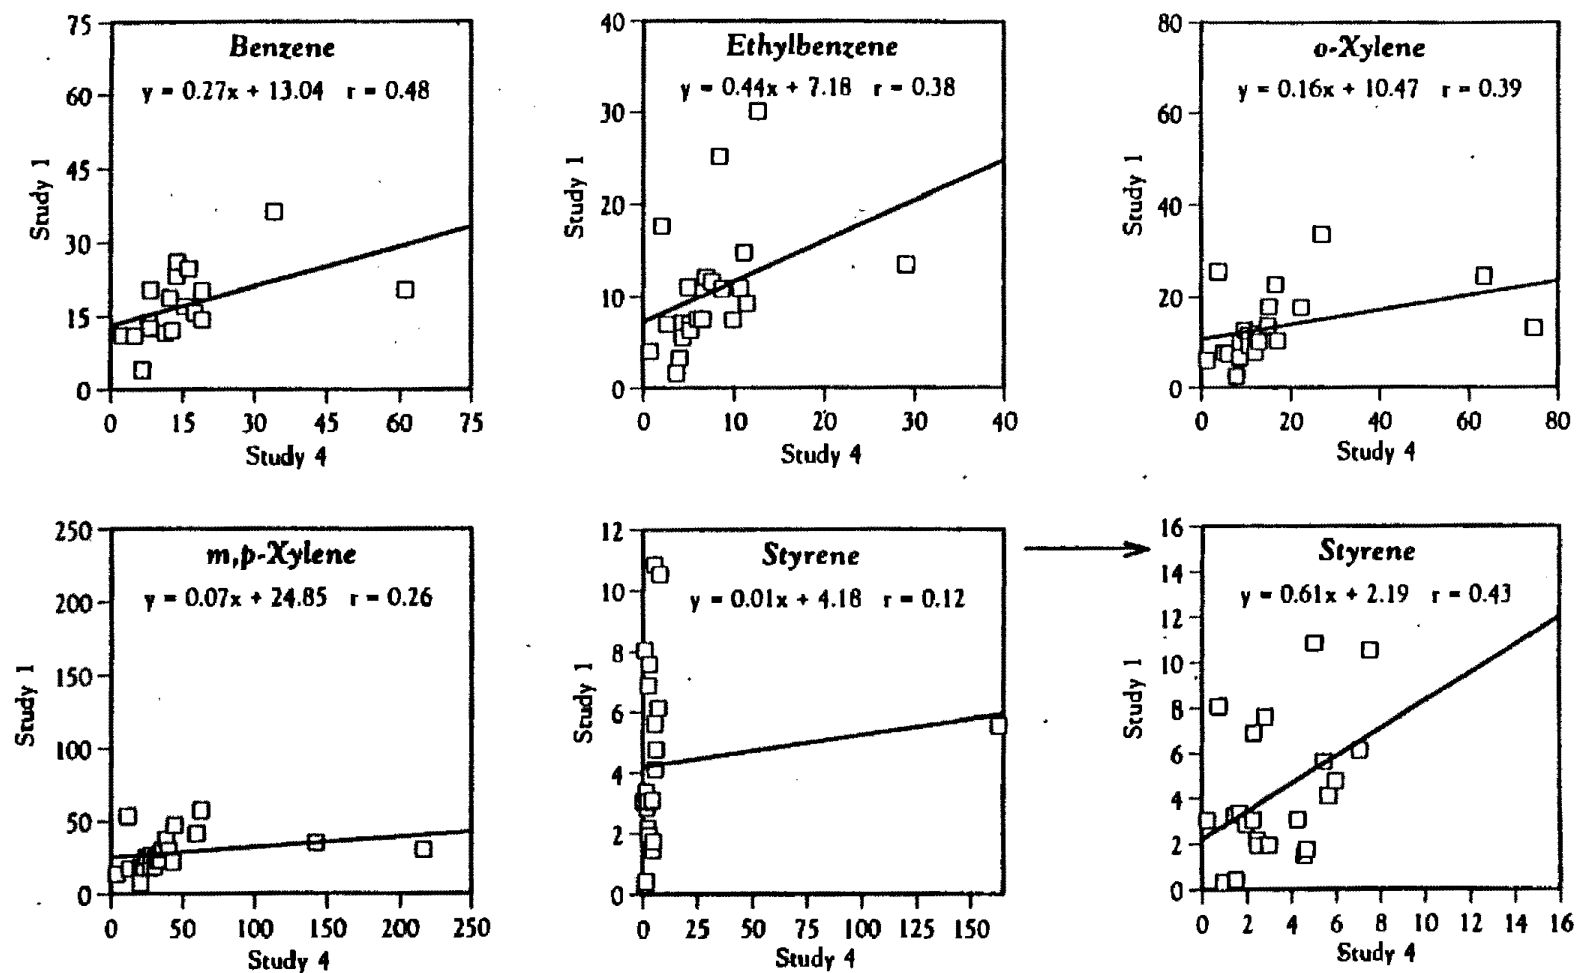 Benzene
y = 0.27x + 13.04 r = 0.48
75
60
45
30
15
0
Study 1
0 15 30 45 60 75
Study 4
Ethylbenzene
y = 0.44x + 7.18 r = 0.38
40
30
20
10
0
Study 1
0 10 20 30 40
Study 4
o-Xylene
y = 0.16x + 10.47 r = 0.39
80
60
40
20
0
Study 1
0 20 40 60 80
Study 4
m,p-Xylene
y = 0.07x + 24.85 r = 0.26
250
200
150
100
50
0
Study 1
0 50 100 150 200 250
Study 4
Styrene
y = 0.01x + 4.18 r = 0.12
12
10
8
6
4
2
0
Study 1
0 25 50 75 100 125 150
Study 4
Styrene
y = 0.61x + 2.19 r = 0.43
16
14
12
10
8
6
4
2
0
Study 1
0 2 4 6 8 10 12 14 16
Study 4